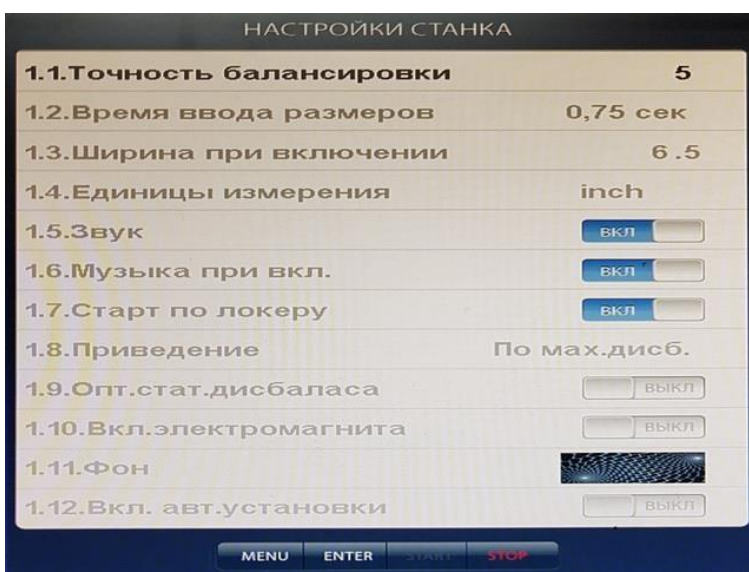 НАСТРОЙКИ СТАНКА
1.1.Точность балансировки 5
1.2.Время ввода размеров 0,75 сек
1.3.Ширина при включении 6.5
1.4.Единицы измерения inch
1.5.Звук ВКЛ
1.6.Музыка при вкл. ВКЛ
1.7.Старт по локеру ВКЛ
1.8.Приведение По мах.дисб.
1.9.Опт.стат.дисбаласа ВЫКЛ
1.10.Вкл.электромагнита ВЫКЛ
1.11.Фон
1.12.Вкл. авт.установки ВЫКЛ
MENU ENTER START STOP